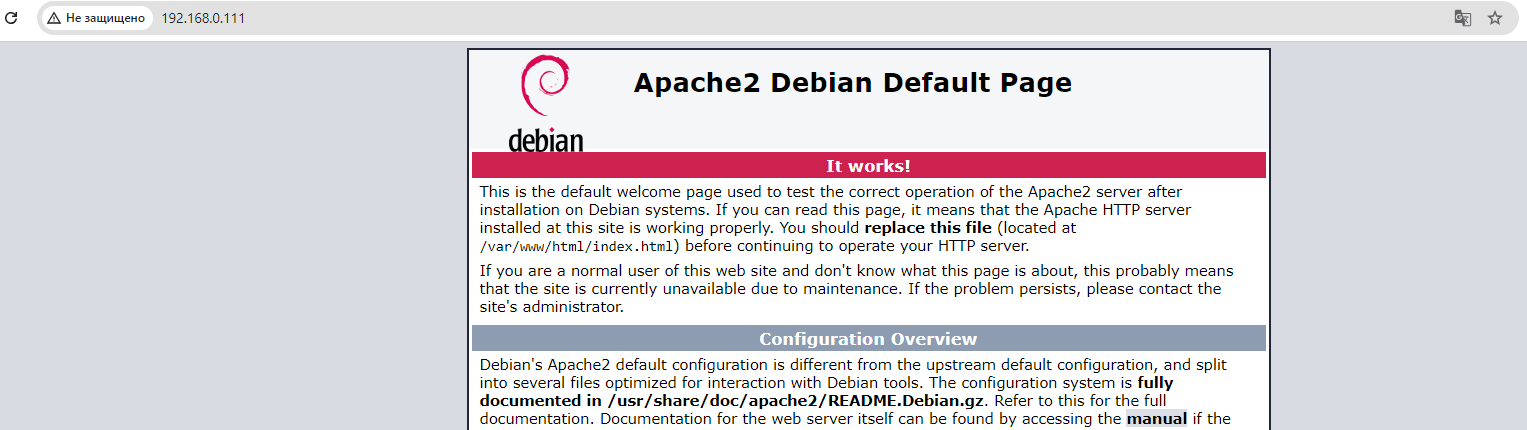 Не защищено 192.168.0.111
Apache2 Debian Default Page
debian
It works!
This is the default welcome page used to test the correct operation of the Apache2 server after
installation on Debian systems. If you can read this page, it means that the Apache HTTP server
installed at this site is working properly. You should replace this file (located at
/var/www/html/index.html) before continuing to operate your HTTP server.
If you are a normal user of this web site and don't know what this page is about, this probably means
that the site is currently unavailable due to maintenance. If the problem persists, please contact the
site's administrator.
Configuration Overview
Debian's Apache2 default configuration is different from the upstream default configuration, and split
into several files optimized for interaction with Debian tools. The configuration system is fully
documented in /usr/share/doc/apache2/README.Debian.gz. Refer to this for the full
documentation. Documentation for the web server itself can be found by accessing the manual if the